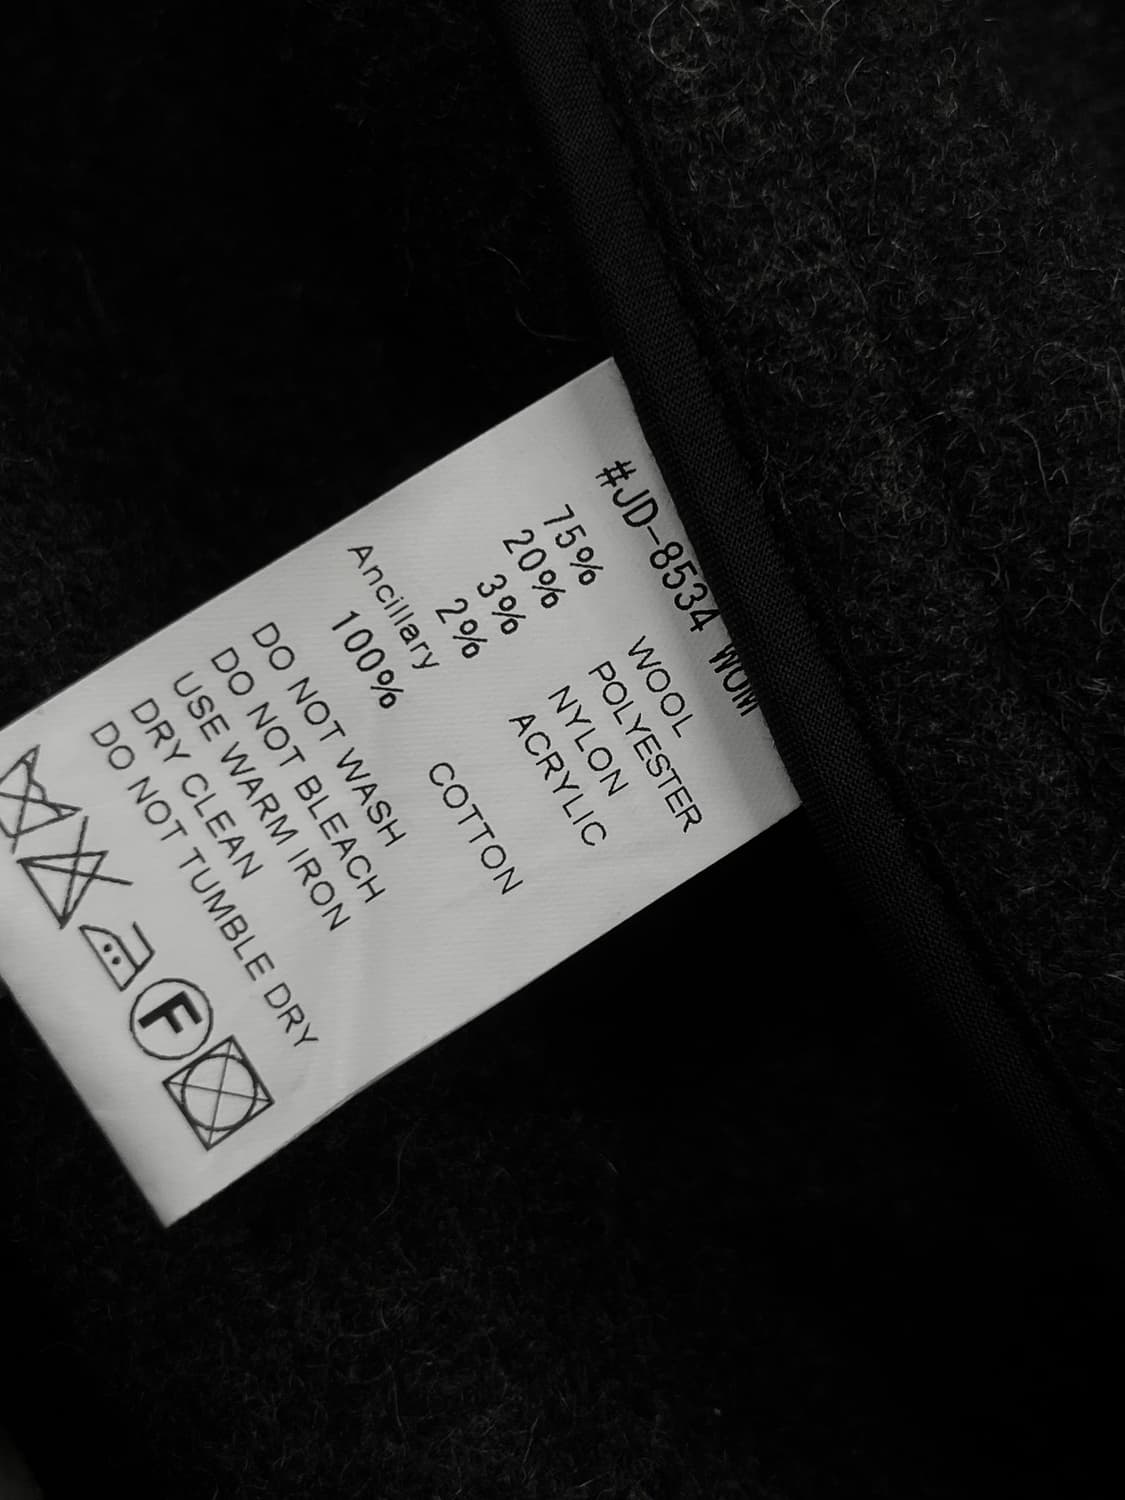 #JD-8534 WOM
75% WOOL
20% POLYESTER
3% NYLON
2% ACRYLIC
Ancillary
100% COTTON
DO NOT WASH
DO NOT BLEACH
USE WARM IRON
DRY CLEAN
DO NOT TUMBLE DRY
F